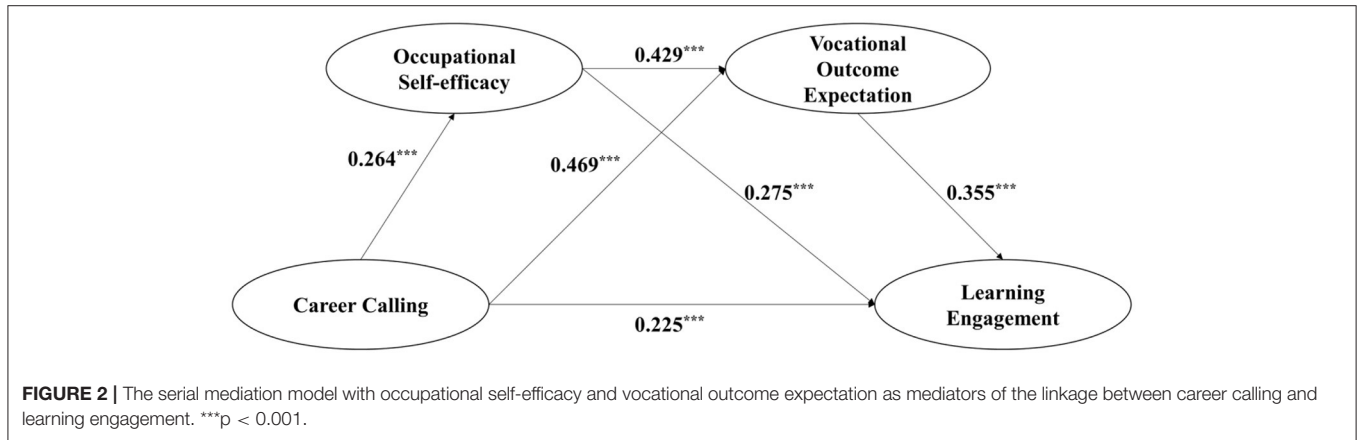 Occupational
Self-efficacy
0.429***
Vocational
Outcome
Expectation
0.264***
0.469***
0.275***
0.355***
Career Calling
0.225***
Learning
Engagement
FIGURE 2 | The serial mediation model with occupational self-efficacy and vocational outcome expectation as mediators of the linkage between career calling and
learning engagement. ***p < 0.001.